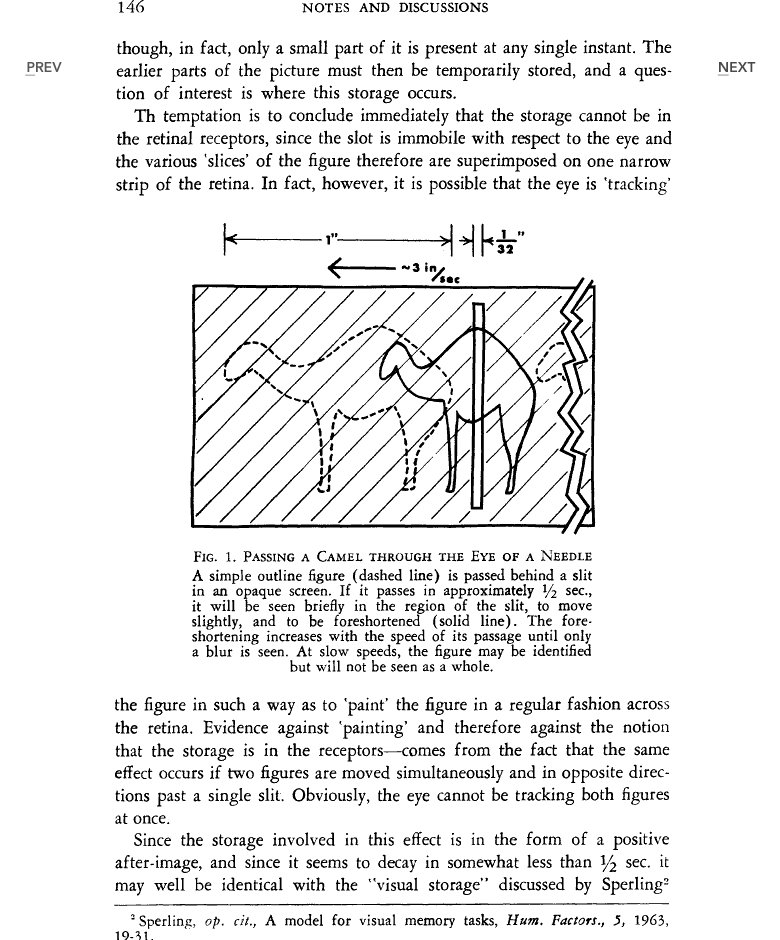 146 NOTES AND DISCUSSIONS
though, in fact, only a small part of it is present at any single instant. The
PREV
earlier parts of the picture must then be temporarily stored, and a ques-
NEXT
tion of interest is where this storage occurs.
Th temptation is to conclude immediately that the storage cannot be in
the retinal receptors, since the slot is immobile with respect to the eye and
the various 'slices' of the figure therefore are superimposed on one narrow
strip of the retina. In fact, however, it is possible that the eye is 'tracking'
1" 1/32"
~3 in/sec
FIG. 1. PASSING A CAMEL THROUGH THE EYE OF A NEEDLE
A simple outline figure (dashed line) is passed behind a slit
in an opaque screen. If it passes in approximately ½ sec.,
it will be seen briefly in the region of the slit, to move
slightly, and to be foreshortened (solid line). The fore-
shortening increases with the speed of its passage until only
a blur is seen. At slow speeds, the figure may be identified
but will not be seen as a whole.
the figure in such a way as to 'paint' the figure in a regular fashion across
the retina. Evidence against 'painting' and therefore against the notion
that the storage is in the receptors—comes from the fact that the same
effect occurs if two figures are moved simultaneously and in opposite direc-
tions past a single slit. Obviously, the eye cannot be tracking both figures
at once.
Since the storage involved in this effect is in the form of a positive
after-image, and since it seems to decay in somewhat less than ½ sec. it
may well be identical with the "visual storage" discussed by Sperling²
² Sperling, op. cit., A model for visual memory tasks, Hum. Factors., 5, 1963,
19-31.